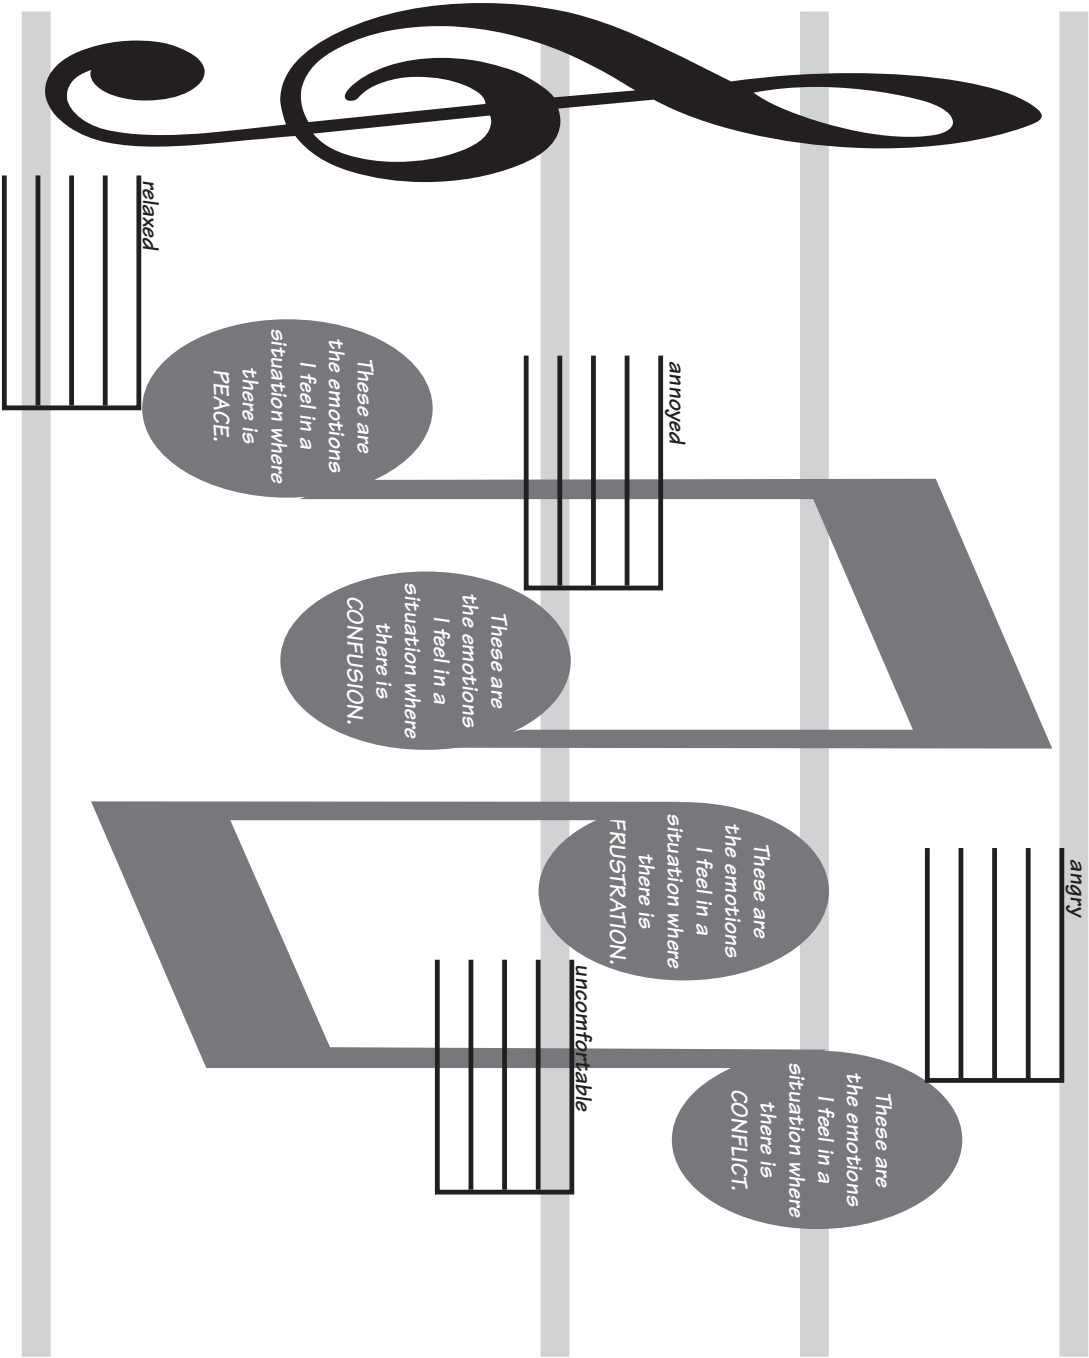 relaxed
These are
the emotions
I feel in a
situation where
there is
PEACE.
annoyed
These are
the emotions
I feel in a
situation where
there is
CONFUSION.
These are
the emotions
I feel in a
situation where
there is
FRUSTRATION.
angry
uncomfortable
These are
the emotions
I feel in a
situation where
there is
CONFLICT.